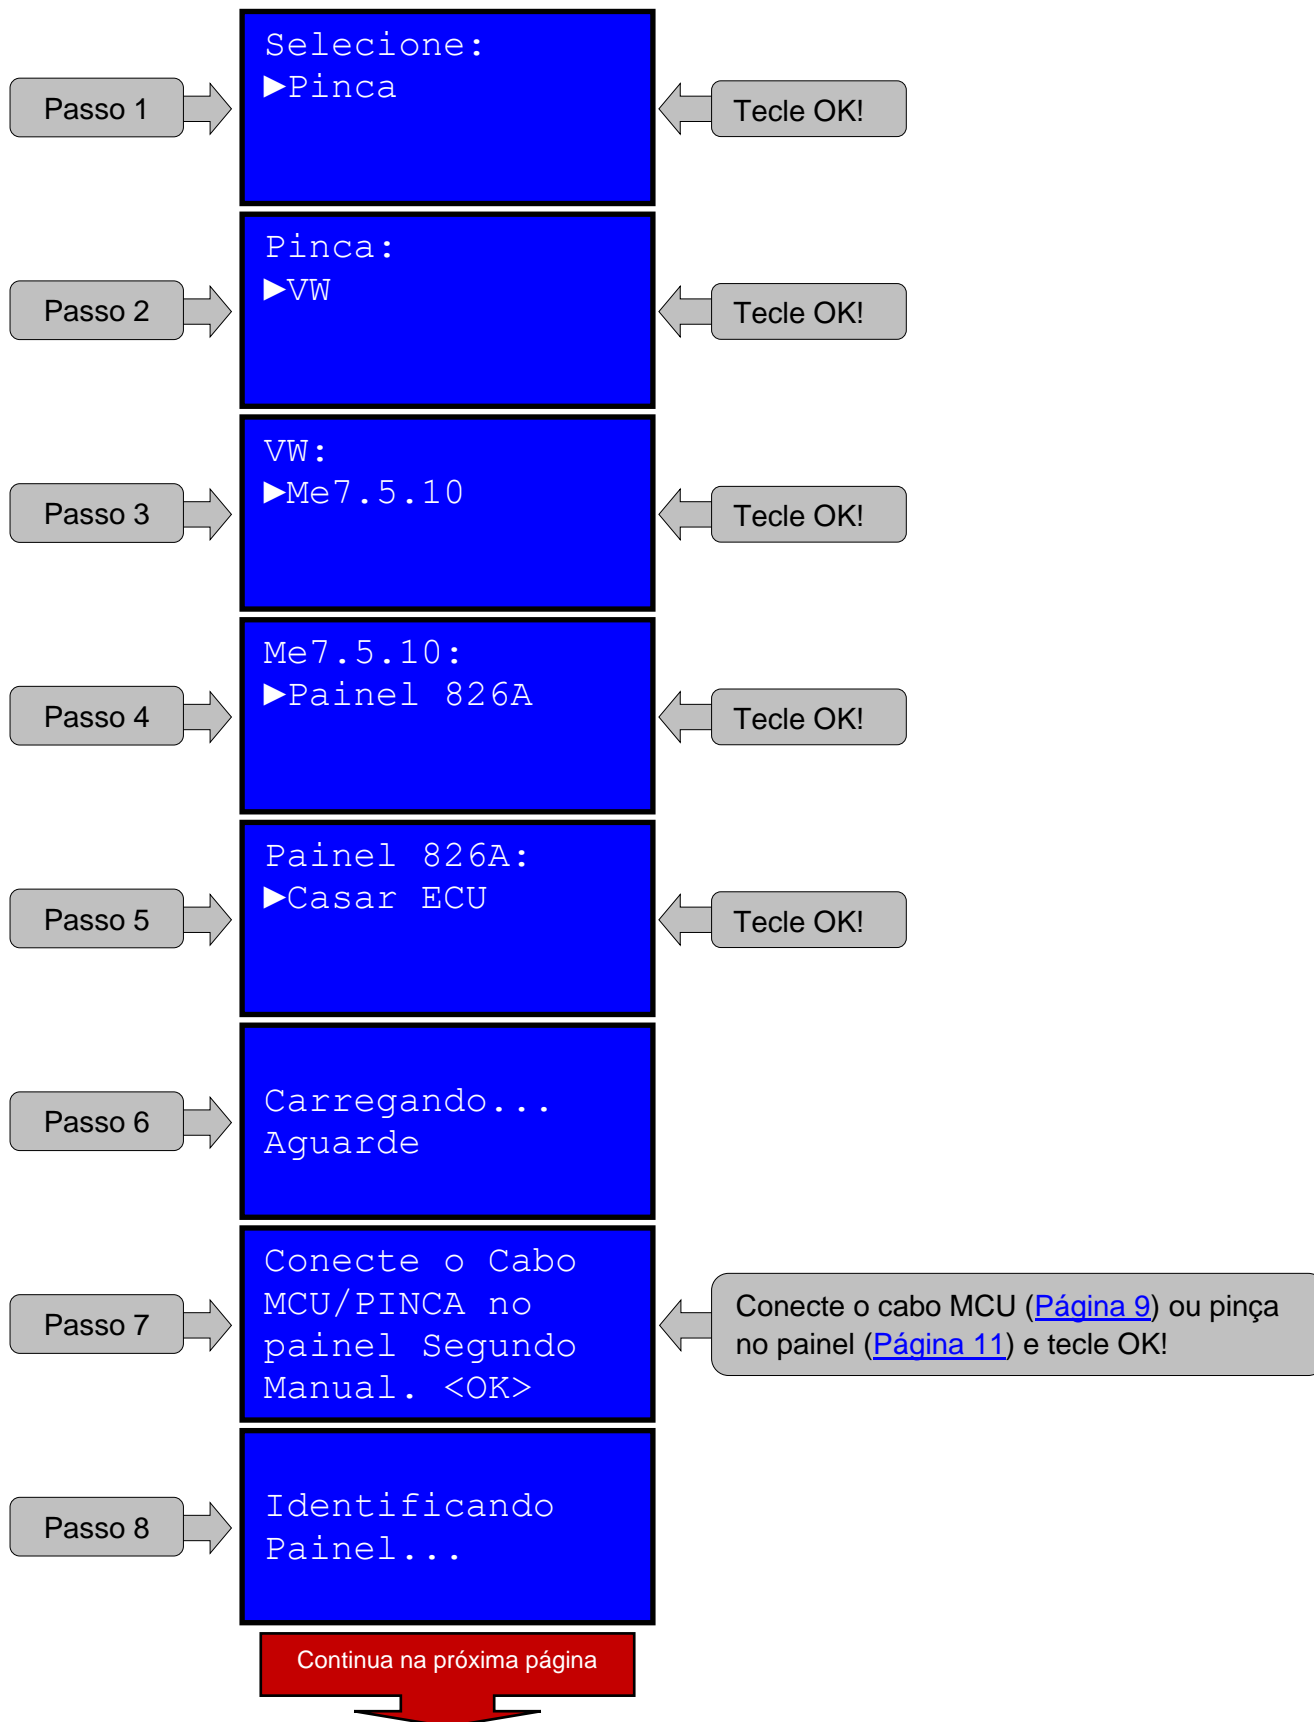 Passo 1
Selecione:
►Pinca
Tecle OK!
Passo 2
Pinca:
►VW
Tecle OK!
Passo 3
VW:
►Me7.5.10
Tecle OK!
Passo 4
Me7.5.10:
►Painel 826A
Tecle OK!
Passo 5
Painel 826A:
►Casar ECU
Tecle OK!
Passo 6
Carregando...
Aguarde
Passo 7
Conecte o Cabo
MCU/PINCA no
painel Segundo
Manual. <OK>
Conecte o cabo MCU (Página 9) ou pinça
no painel (Página 11) e tecle OK!
Passo 8
Identificando
Painel...
Continua na próxima página